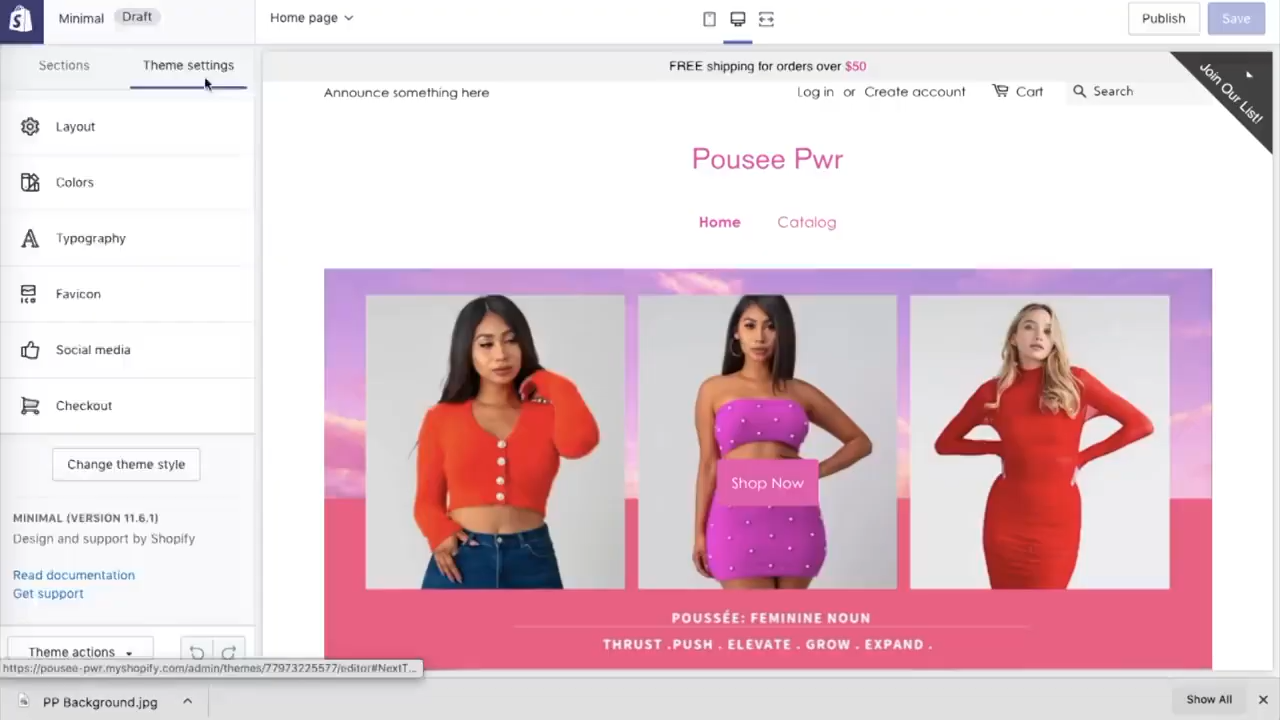 Minimal Draft
Home page
Publish
Save
Sections
Theme settings
Layout
Colors
Typography
Favicon
Social media
Checkout
Change theme style
MINIMAL (VERSION 11.6.1)
Design and support by Shopify
Read documentation
Get support
Theme actions
https://pousee-pwr.myshopify.com/admin/themes/77973225577/editor#NextT...
FREE shipping for orders over $50
Join Our List!
Announce something here
Log in or Create account
Cart
Search
Pousee Pwr
Home
Catalog
Shop Now
POUSSÉE: FEMININE NOUN
THRUST .PUSH . ELEVATE . GROW . EXPAND .
PP Background.jpg
Show All